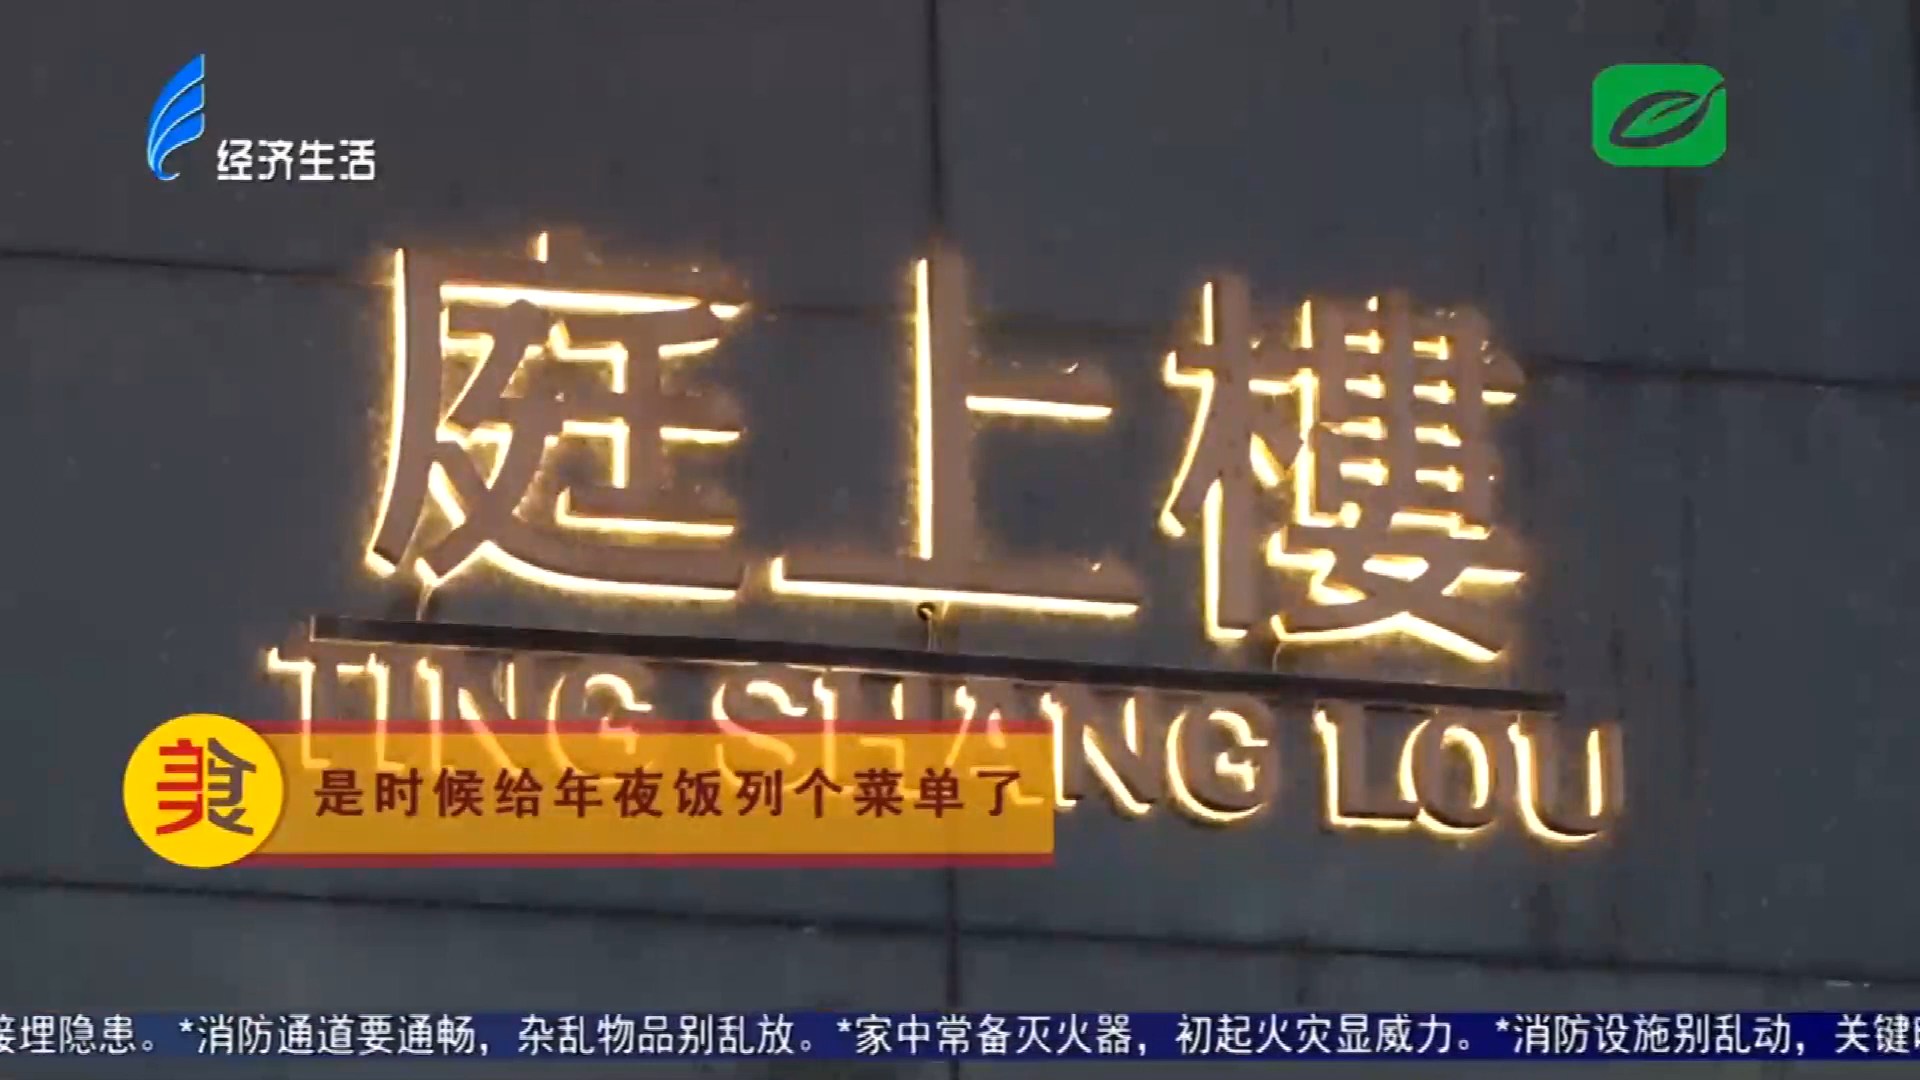 经济生活
庭上樓
TING SHANG LOU
美食
是时候给年夜饭列个菜单了
埋隐患。*消防通道要通畅，杂乱物品别乱放。*家中常备灭火器，初起火灾显威力。*消防设施别乱动，关键